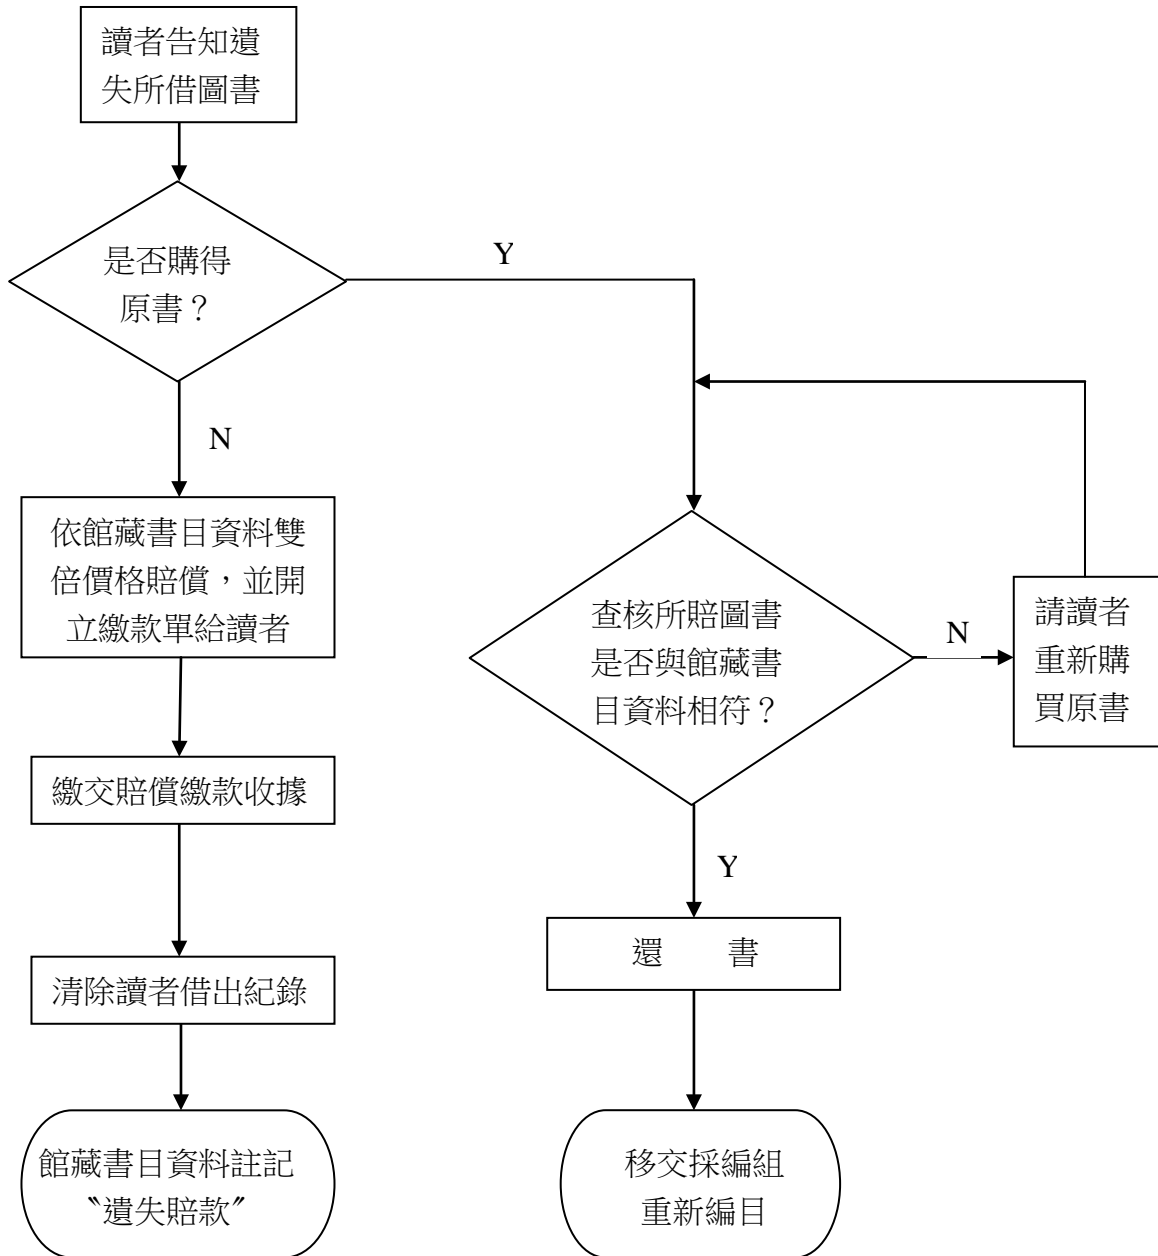 讀者告知遺
失所借圖書
是否購得
原書？
Y
N
依館藏書目資料雙
倍價格賠償，並開
立繳款單給讀者
查核所賠圖書
是否與館藏書
目資料相符？
N
請讀者
重新購
買原書
繳交賠償繳款收據
Y
還 書
清除讀者借出紀錄
館藏書目資料註記
〝遺失賠款〞
移交採編組
重新編目